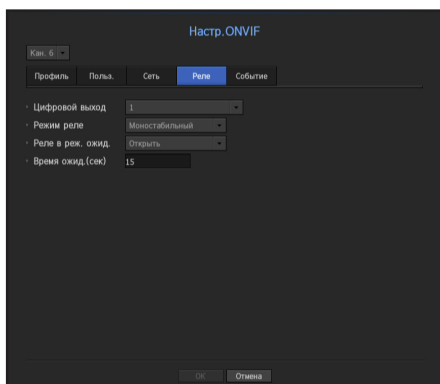 Настр.ONVIF
Кан. 6
Профиль Польз. Сеть Реле Событие
Цифровой выход 1
Режим реле Моностабильный
Реле в реж. ожид. Открыть
Время ожид.(сек) 15
OK Отмена